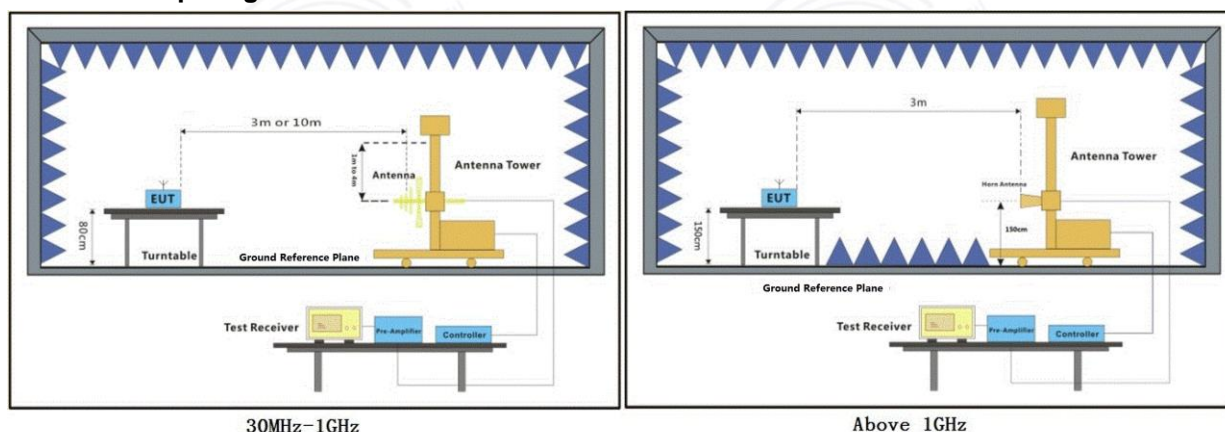 3m or 10m
1m to 4m
Antenna
Antenna Tower
EUT
80cm
Turntable
Ground Reference Plane
Test Receiver
Pre-Amplifier
Controller
30MHz-1GHz
3m
Antenna Tower
Horn Antenna
EUT
150cm
150cm
Turntable
Ground Reference Plane
Test Receiver
Pre-Amplifier
Controller
Above 1GHz